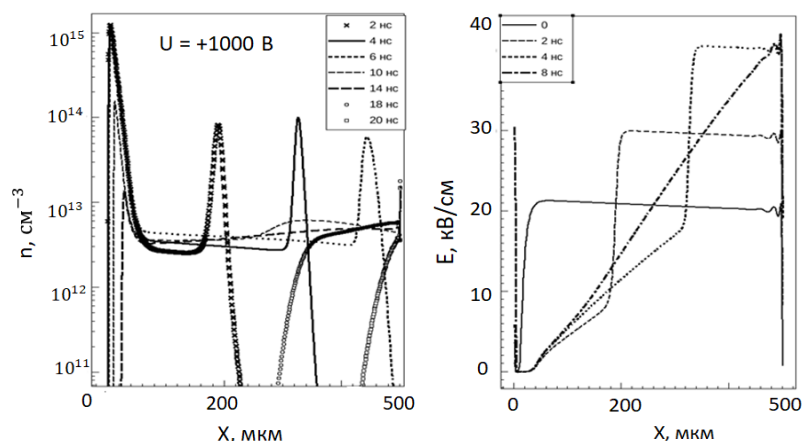 U = +1000 В
2 нс
4 нс
6 нс
10 нс
14 нс
18 нс
20 нс
10¹⁵
10¹⁴
10¹³
10¹²
10¹¹
n, см⁻³
0
200
500
X, мкм
0
2 нс
4 нс
8 нс
40
30
20
10
0
E, кВ/см
0
200
500
X, мкм